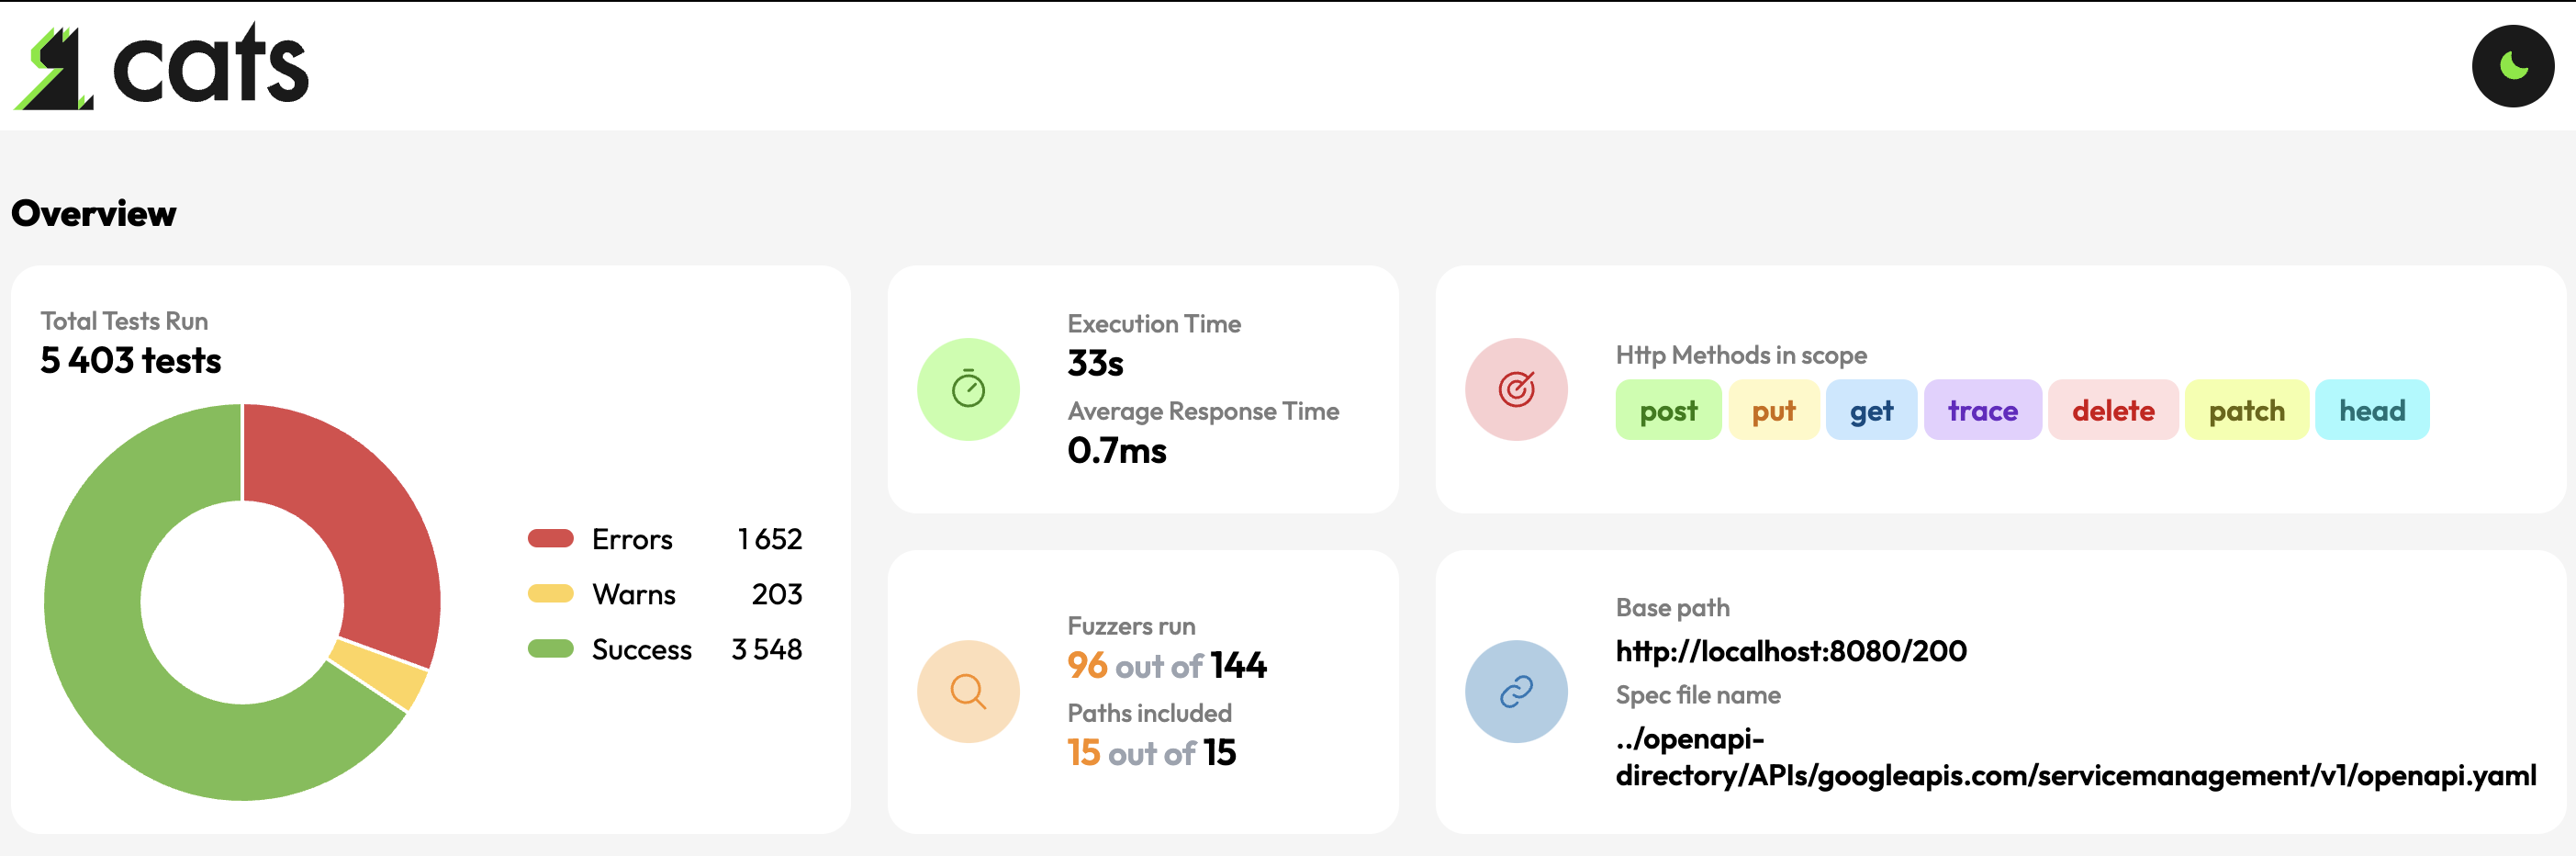 cats
Overview
Total Tests Run
5 403 tests
Errors 1 652
Warns 203
Success 3 548
Execution Time
33s
Average Response Time
0.7ms
Http Methods in scope
post put get trace delete patch head
Fuzzers run
96 out of 144
Paths included
15 out of 15
Base path
http://localhost:8080/200
Spec file name
../openapi-
directory/APIs/googleapis.com/servicemanagement/v1/openapi.yaml